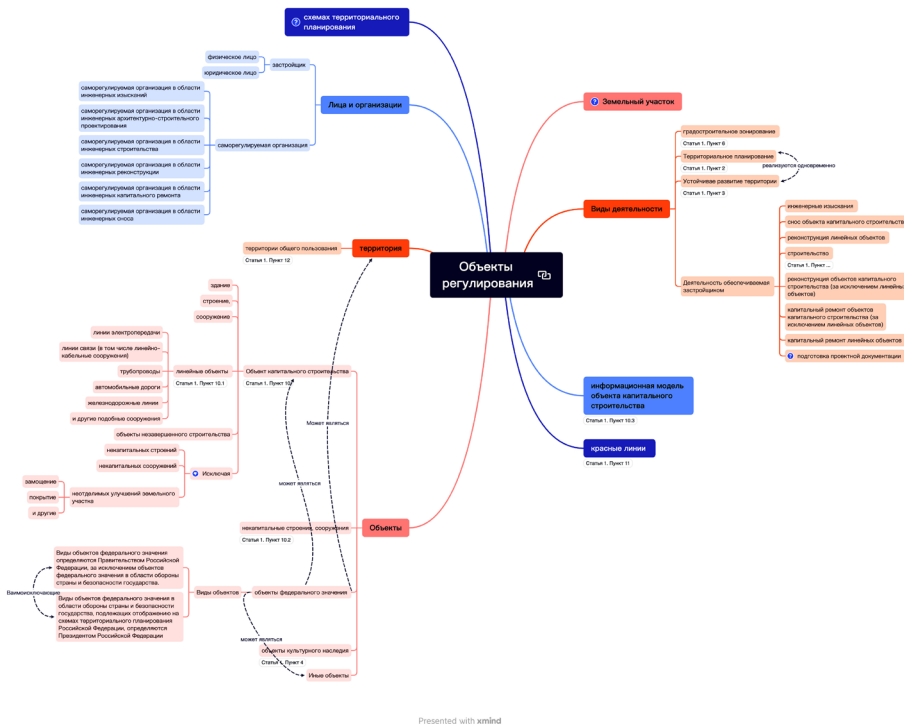 схемах территориального
планирования
физическое лицо
юридическое лицо
застройщик
Лица и организации
саморегулируемая организация в области
инженерных изысканий
саморегулируемая организация в области
инженерных архитектурно-строительного
проектирования
саморегулируемая организация в области
инженерных строительства
саморегулируемая организация
саморегулируемая организация в области
инженерных реконструкции
саморегулируемая организация в области
инженерных капитального ремонта
саморегулируемая организация в области
инженерных сноса
территории общего пользования
Статья 1. Пункт 12
территория
Объекты
регулирования
Земельный участок
градостроительное зонирование
Статья 1. Пункт 6
Территориальное планирование
Статья 1. Пункт 2
реализуются одновременно
Устойчивае развитие территории
Статья 1. Пункт 3
Виды деятельности
инженерные изыскания
снос объекта капитального строительств
реконструкция линейных объектов
строительство
Статья 1. Пункт ...
Деятельность обеспечиваемая
застройщиком
реконструкция объектов капитального
строительства (за исключением линейны
объектов)
капитальный ремонт объектов
капитального строительства (за
исключением линейных объектов)
капитальный ремонт линейных объектов
подготовка проектной документации
информационная модель
объекта капитального
строительства
Статья 1. Пункт 10.3
красные линии
Статья 1. Пункт 11
здание
строение,
сооружение
линии электропередачи
линии связи (в том числе линейно-
кабельные сооружения)
трубопроводы
автомобильные дороги
железнодорожные линии
и другие подобные сооружения
линейные объекты
Статья 1. Пункт 10.1
Объект капитального строительства
Статья 1. Пункт 10
объекты незавершенного строительства
некапитальных строений
некапитальных сооружений
Исключая
замощение
покрытие
и другие
неотделимых улучшений земельного
участка
Может являться
может являться
некапитальные строение, сооружения
Статья 1. Пункт 10.2
Объекты
Виды объектов федерального значения
определяются Правительством Российской
Федерации, за исключением объектов
федерального значения в области обороны
страны и безопасности государства.
Ваимоисключающие
Виды объектов федерального значения в
области обороны страны и безопасности
государства, подлежащих отображению на
схемах территориального планирования
Российской Федерации, определяются
Президентом Российской Федерации
Виды объектов
объекты федерального значения
может являться
объекты культурного наследия
Статья 1. Пункт 4
Иные объекты
Presented with xmind